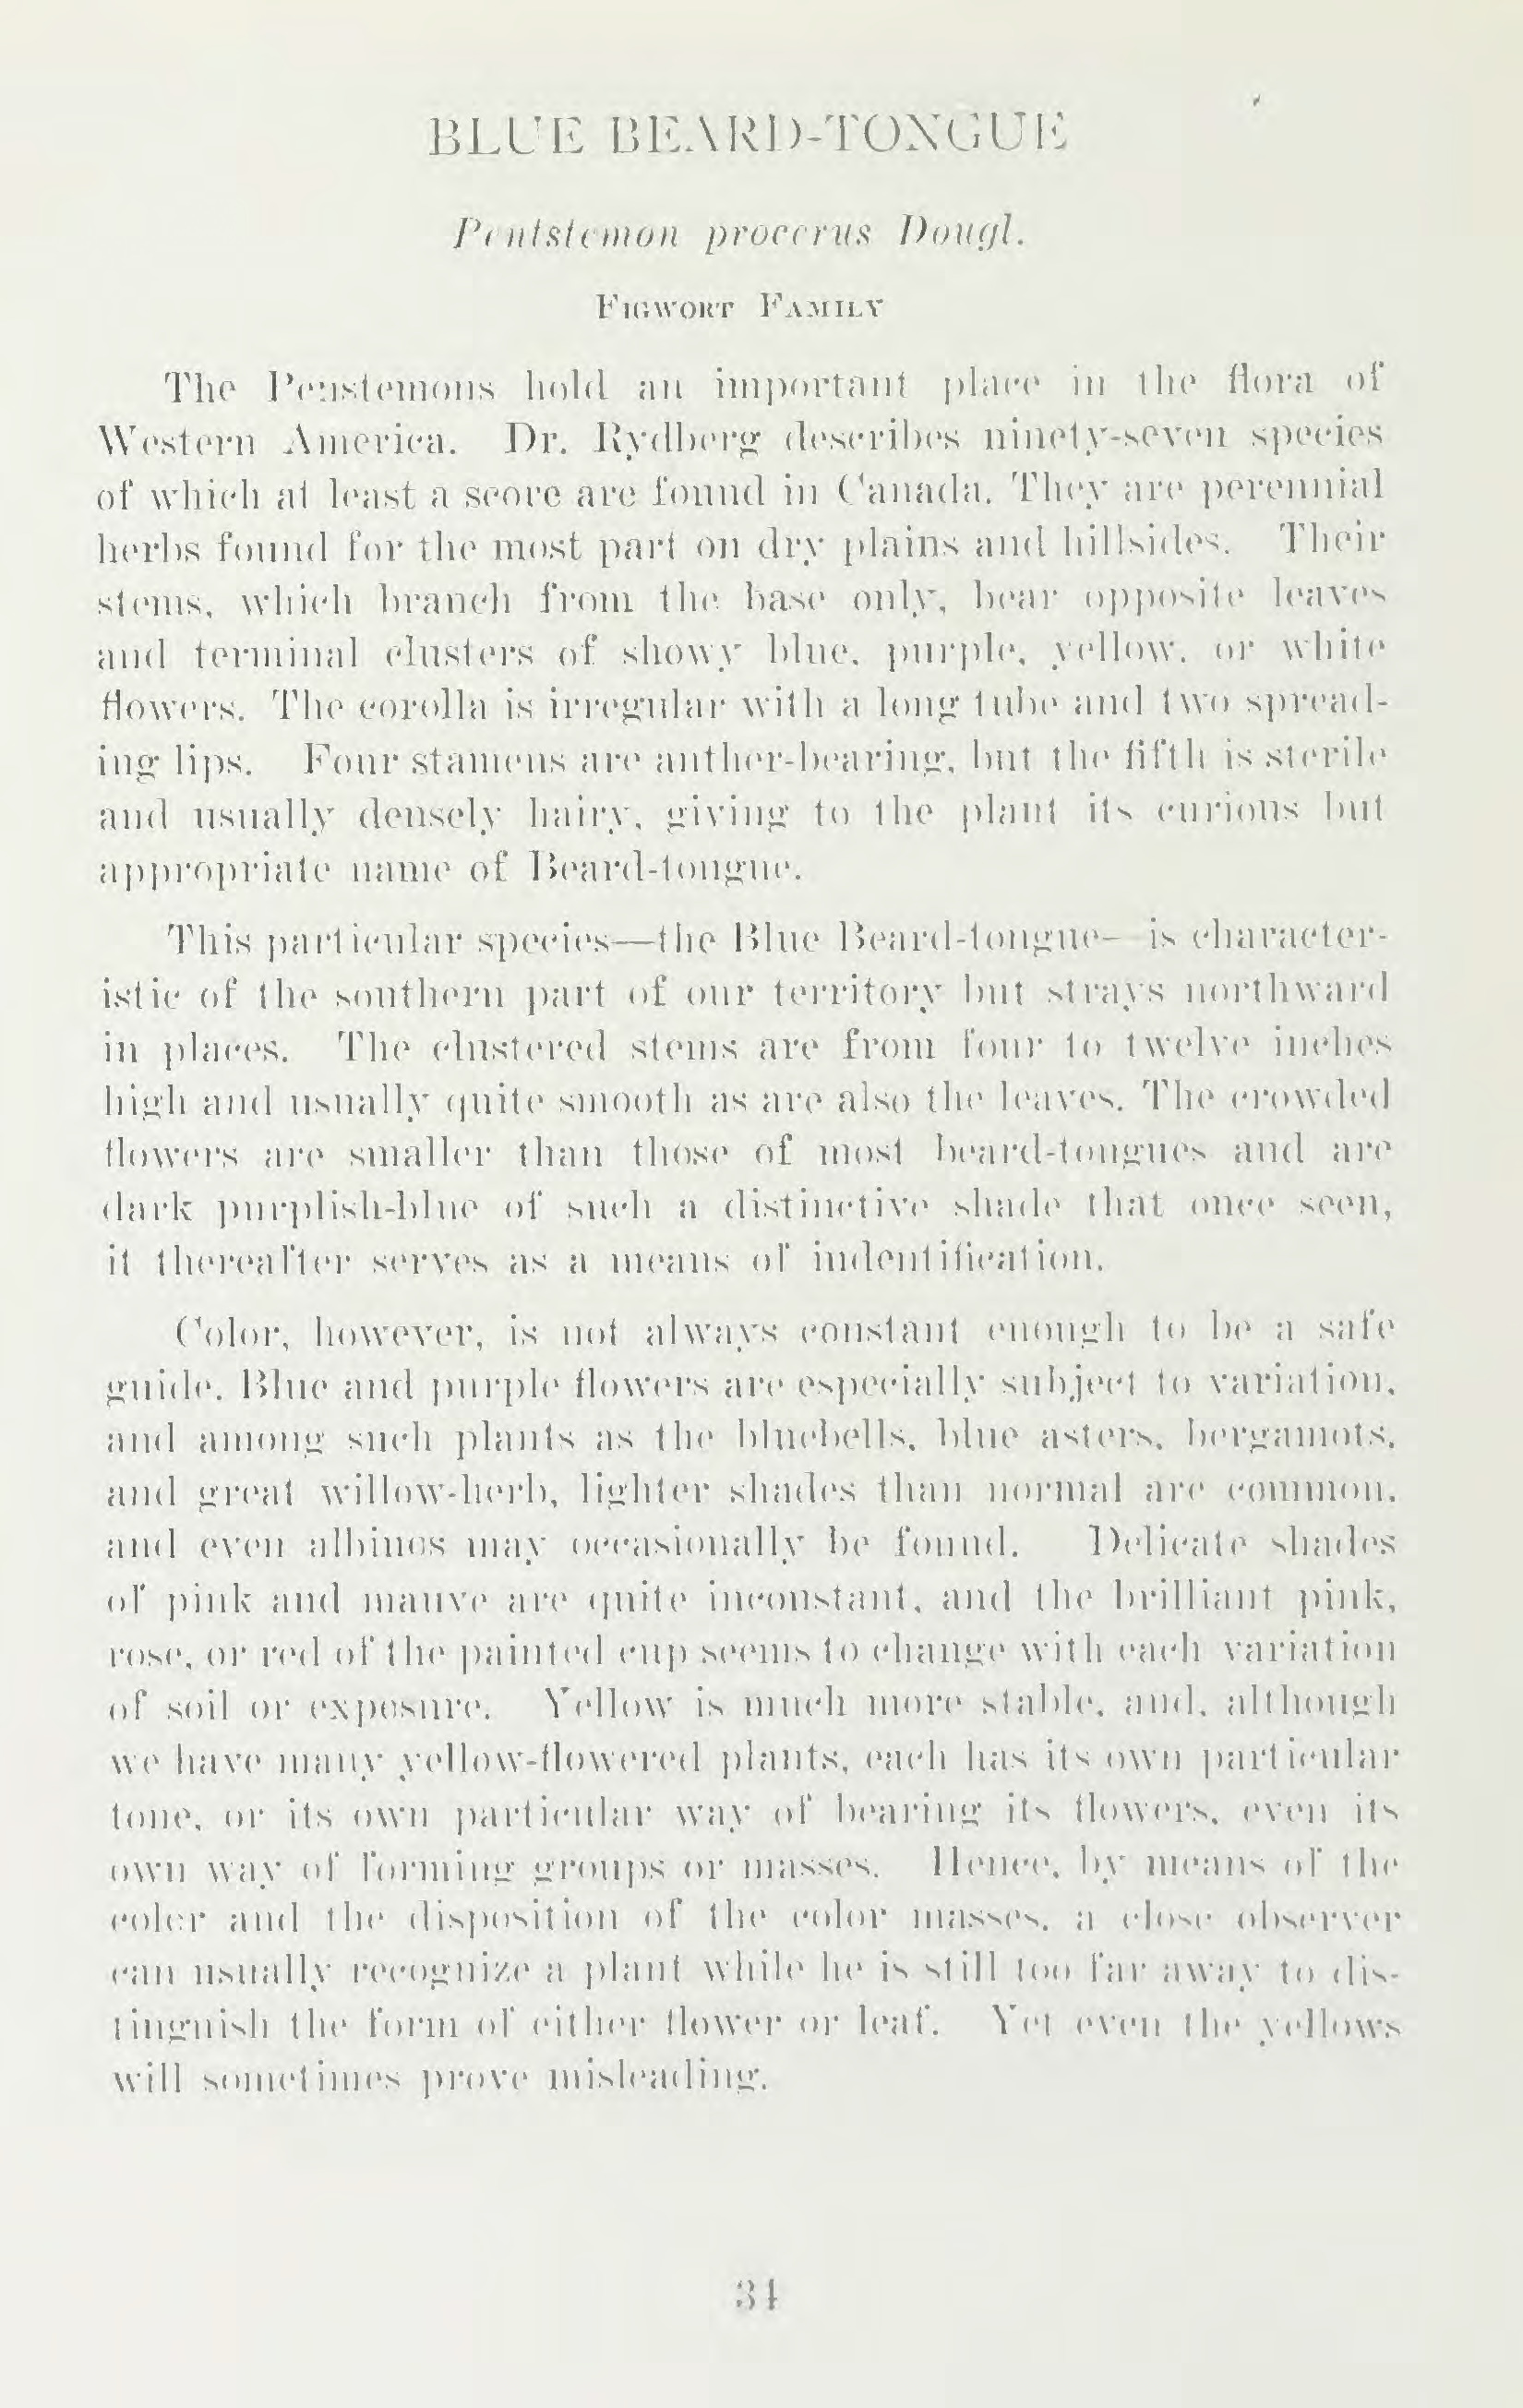 BLUE BEARD-TONGUE
Pentstemon procerus Dougl.
Figwort Family
The Penstemons hold an important place in the flora of
Western America. Dr. Rydberg describes ninety-seven species
of which at least a score are found in Canada. They are perennial
herbs found for the most part on dry plains and hillsides. Their
stems, which branch from the base only, bear opposite leaves
and terminal clusters of showy blue, purple, yellow, or white
flowers. The corolla is irregular with a long tube and two spread-
ing lips. Four stamens are anther-bearing, but the fifth is sterile
and usually densely hairy, giving to the plant its curious but
appropriate name of Beard-tongue.
This particular species—the Blue Beard-tongue—is character-
istic of the southern part of our territory but strays northward
in places. The clustered stems are from four to twelve inches
high and usually quite smooth as are also the leaves. The crowded
flowers are smaller than those of most beard-tongues and are
dark purplish-blue of such a distinctive shade that once seen,
it thereafter serves as a means of indentification.
Color, however, is not always constant enough to be a safe
guide. Blue and purple flowers are especially subject to variation,
and among such plants as the bluebells, blue asters, bergamots,
and great willow-herb, lighter shades than normal are common,
and even albinos may occasionally be found. Delicate shades
of pink and mauve are quite inconstant, and the brilliant pink,
rose, or red of the painted cup seems to change with each variation
of soil or exposure. Yellow is much more stable, and, although
we have many yellow-flowered plants, each has its own particular
tone, or its own particular way of bearing its flowers, even its
own way of forming groups or masses. Hence, by means of the
color and the disposition of the color masses, a close observer
can usually recognize a plant while he is still too far away to dis-
tinguish the form of either flower or leaf. Yet even the yellows
will sometimes prove misleading.
34